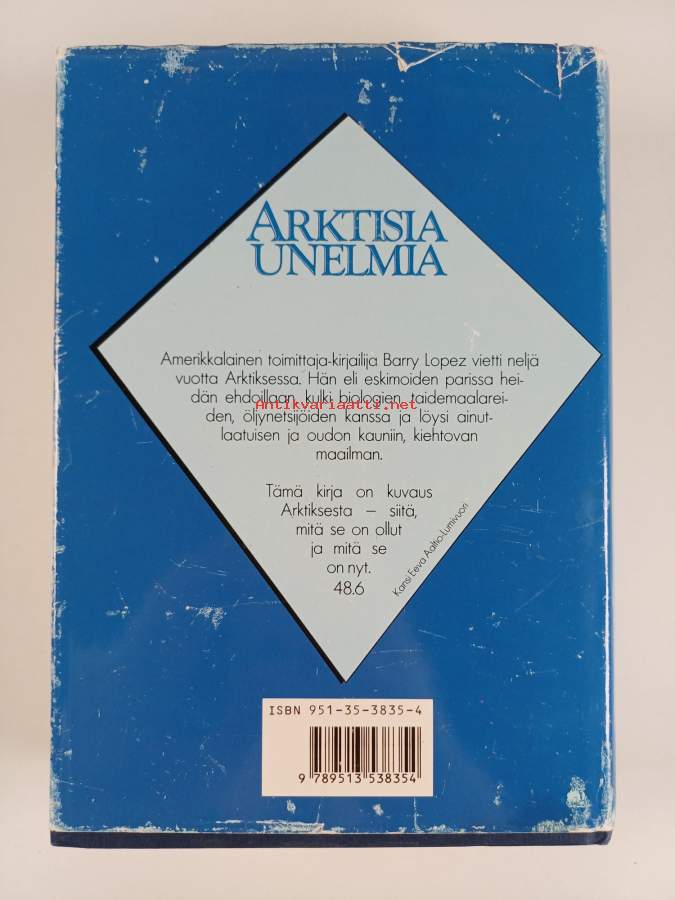 ARKTISIA
UNELMIA
Amerikkalainen toimittaja-kirjailija Barry Lopez vietti neljä
vuotta Arktiksessa. Hän eli eskimoiden parissa hei-
dän ehdoillaan, kulki biologien, taidemaalarei-
Antikvariaatti.net
den, öljynetsijöiden kanssa ja löysi ainut-
laatuisen ja oudon kauniin, kiehtovan
maailman.
Tämä kirja on kuvaus
Arktiksesta – siitä,
mitä se on ollut
ja mitä se
on nyt.
48.6
Kansi Eeva Aaltio-Lumivuori
ISBN 951-35-3835-4
9 789513 538354